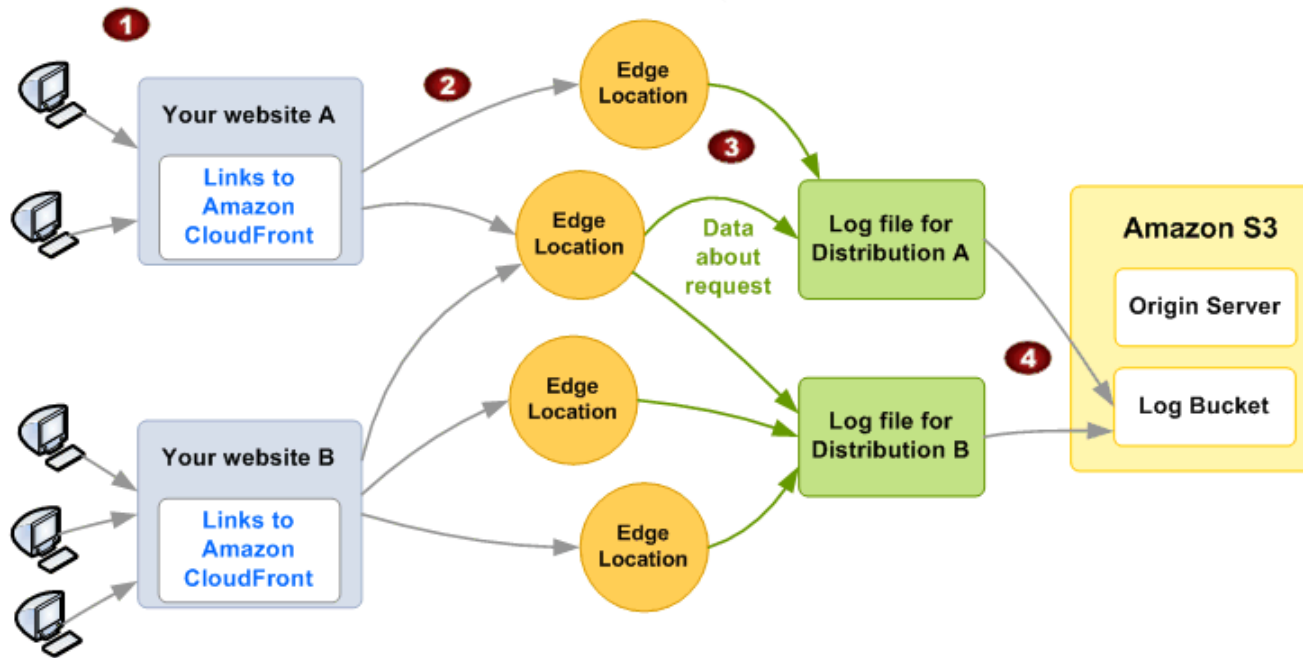 1
2
Edge
Location
Your website A
Links to
Amazon
CloudFront
3
Edge
Location
Data
about
request
Log file for
Distribution A
Amazon S3
Origin Server
Log Bucket
4
Edge
Location
Log file for
Distribution B
Your website B
Links to
Amazon
CloudFront
Edge
Location